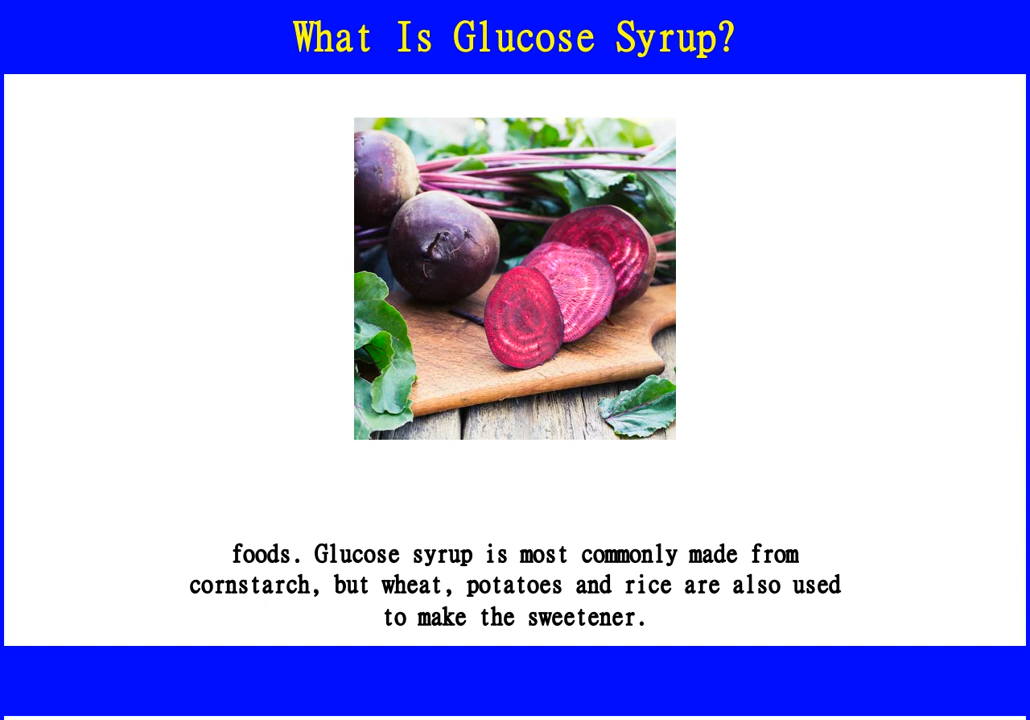 What Is Glucose Syrup?
foods. Glucose syrup is most commonly made from
cornstarch, but wheat, potatoes and rice are also used
to make the sweetener.